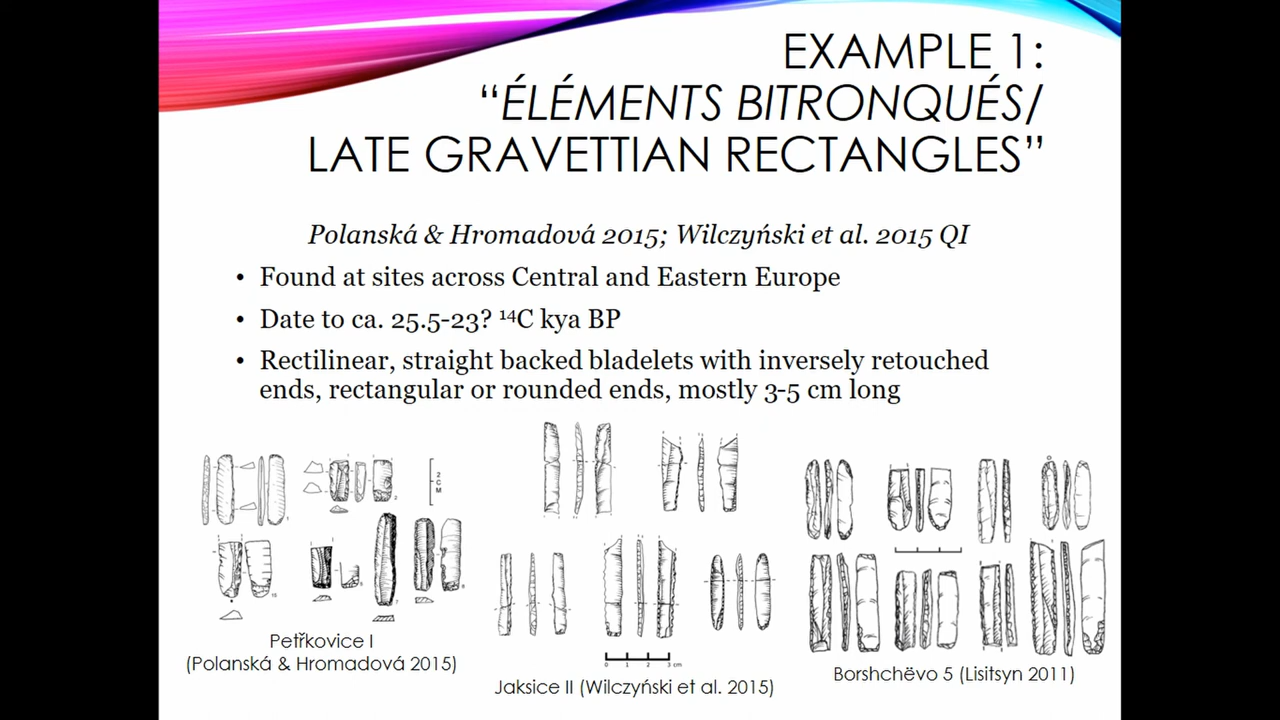 EXAMPLE 1:
“ÉLÉMENTS BITRONQUÉS/
LATE GRAVETTIAN RECTANGLES”
Polanská & Hromadová 2015; Wilczyński et al. 2015 QI
• Found at sites across Central and Eastern Europe
• Date to ca. 25.5-23? ¹⁴C kya BP
• Rectilinear, straight backed bladelets with inversely retouched
ends, rectangular or rounded ends, mostly 3-5 cm long
2
C
M
Petřkovice I
(Polanská & Hromadová 2015)
0 1 2 3 cm
Jaksice II (Wilczyński et al. 2015)
Borshchëvo 5 (Lisitsyn 2011)